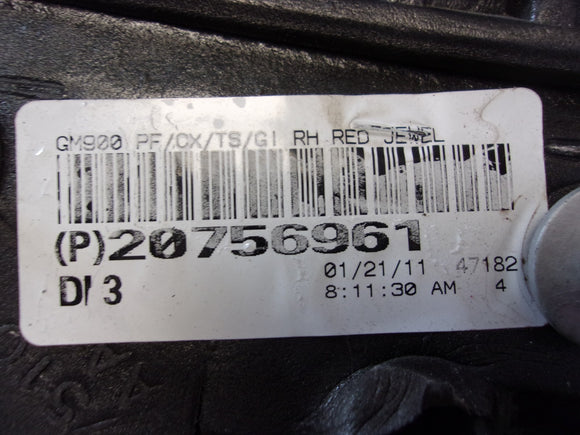 GM900 PF/CX/TS/GI RH RED JEWEL
(P)20756961
DI 3
01/21/11 47182
8:11:30 AM 4